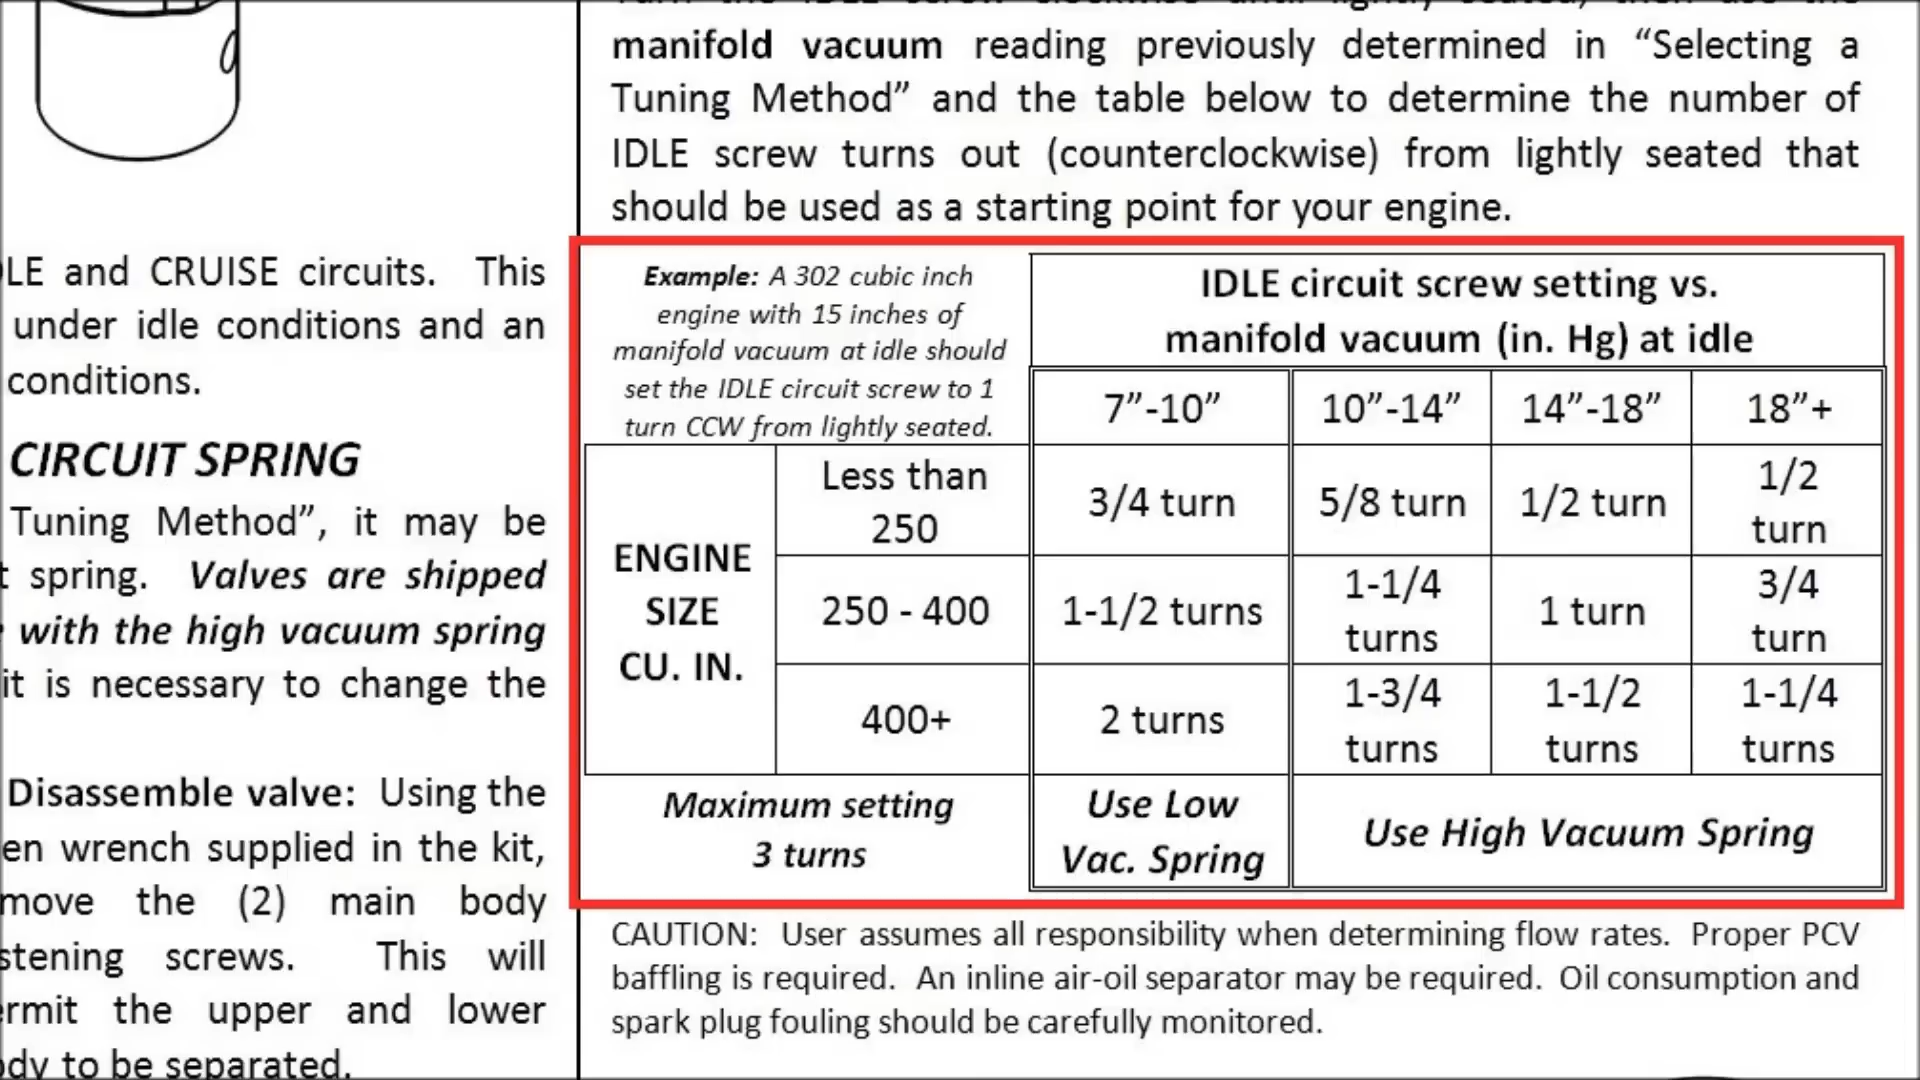 LE and CRUISE circuits. This
under idle conditions and an
conditions.
CIRCUIT SPRING
Tuning Method”, it may be
t spring. Valves are shipped
with the high vacuum spring
it is necessary to change the
Disassemble valve: Using the
en wrench supplied in the kit,
move the (2) main body
stening screws. This will
ermit the upper and lower
ody to be separated.
manifold vacuum reading previously determined in “Selecting a
Tuning Method” and the table below to determine the number of
IDLE screw turns out (counterclockwise) from lightly seated that
should be used as a starting point for your engine.
Example: A 302 cubic inch
engine with 15 inches of
manifold vacuum at idle should
set the IDLE circuit screw to 1
turn CCW from lightly seated.
IDLE circuit screw setting vs.
manifold vacuum (in. Hg) at idle
7”-10” 10”-14” 14”-18” 18”+
ENGINE
SIZE
CU. IN.
Less than
250
3/4 turn 5/8 turn 1/2 turn 1/2
turn
250 - 400 1-1/2 turns 1-1/4
turns
1 turn 3/4
turn
400+ 2 turns 1-3/4
turns
1-1/2
turns
1-1/4
turns
Maximum setting
3 turns
Use Low
Vac. Spring
Use High Vacuum Spring
CAUTION: User assumes all responsibility when determining flow rates. Proper PCV
baffling is required. An inline air-oil separator may be required. Oil consumption and
spark plug fouling should be carefully monitored.